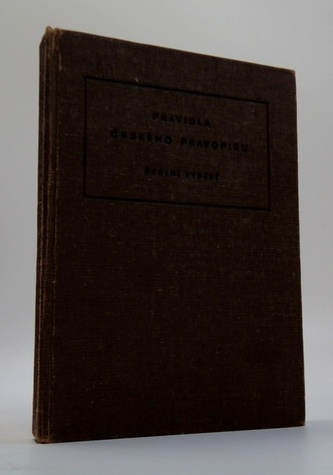 PRAVIDLA
ČESKÉHO PRAVOPISU
ŠKOLNÍ VYDÁNÍ